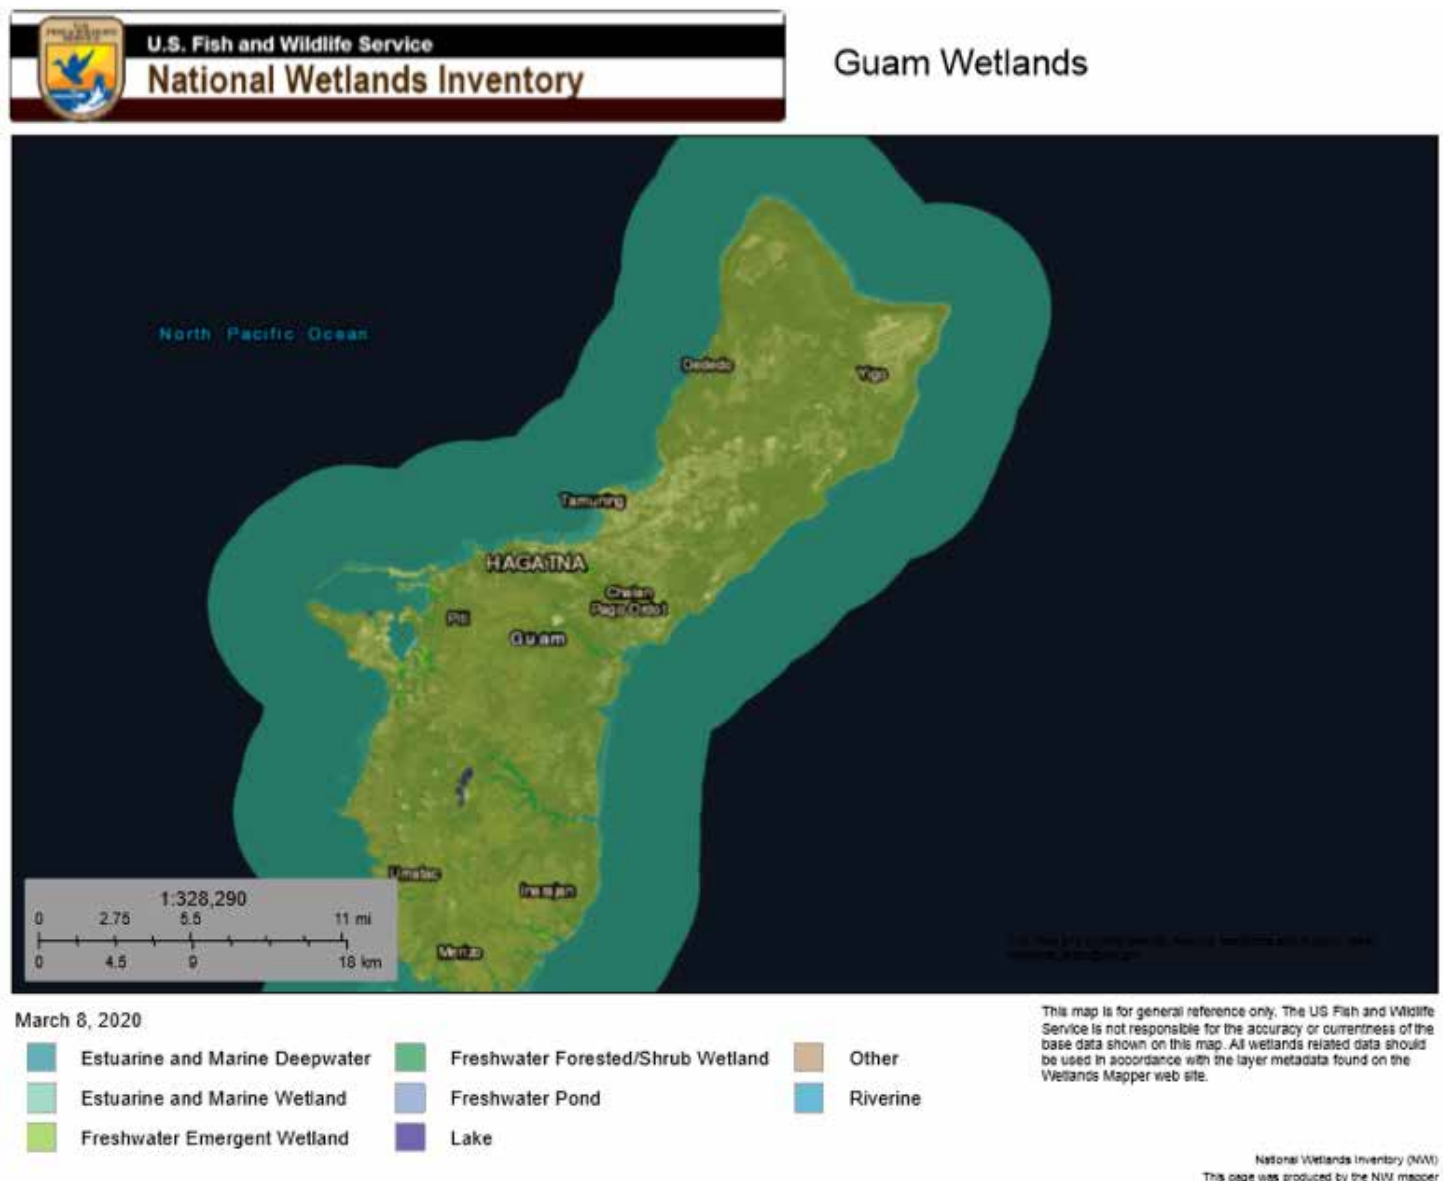 U.S. Fish and Wildlife Service
National Wetlands Inventory
Guam Wetlands
North Pacific Ocean
Dededo
Yigo
Tamuning
HAGATNA
Chalan
Pago Ordot
Piti
Guam
Umatac
Inarajan
Merizo
1:328,290
0 2.75 5.5 11 mi
0 4.5 9 18 km
March 8, 2020
Estuarine and Marine Deepwater
Estuarine and Marine Wetland
Freshwater Emergent Wetland
Freshwater Forested/Shrub Wetland
Freshwater Pond
Lake
Other
Riverine
This map is for general reference only. The US Fish and Wildlife
Service is not responsible for the accuracy or currentness of the
base data shown on this map. All wetlands related data should
be used in accordance with the layer metadata found on the
Wetlands Mapper web site.
National Wetlands Inventory (NWI)
This page was produced by the NWI mapper